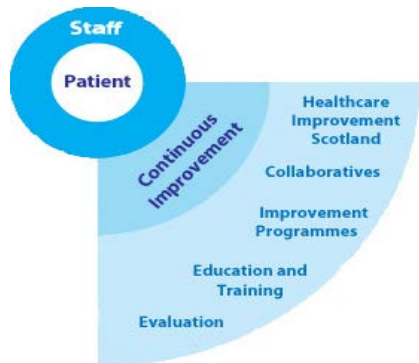 Staff
Patient
Continuous
Improvement
Healthcare
Improvement
Scotland
Collaboratives
Improvement
Programmes
Education and
Training
Evaluation